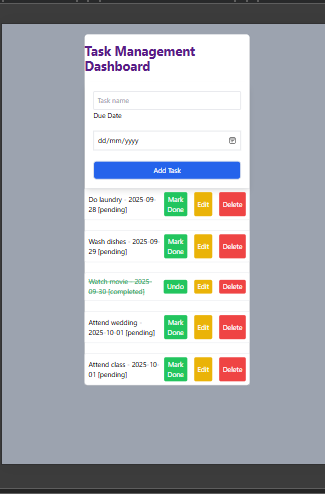 Task Management
Dashboard
Task name
Due Date
dd/mm/yyyy
Add Task
Do laundry - 2025-09-
28 [pending]
Mark
Done
Edit
Delete
Wash dishes - 2025-09-
29 [pending]
Mark
Done
Edit
Delete
Watch movie - 2025-
09-30 [completed]
Undo
Edit
Delete
Attend wedding -
2025-10-01 [pending]
Mark
Done
Edit
Delete
Attend class - 2025-10-
01 [pending]
Mark
Done
Edit
Delete